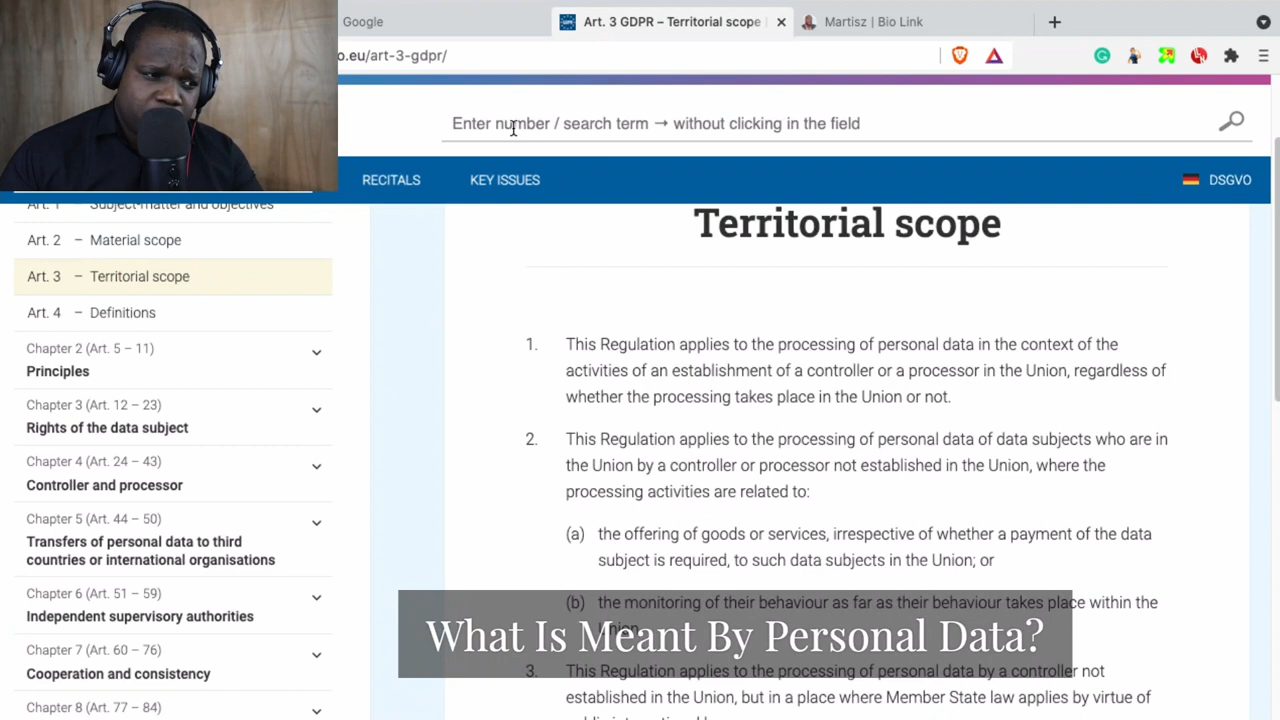 Google
Art. 3 GDPR – Territorial scope
Martisz | Bio Link
o.eu/art-3-gdpr/
Enter number / search term → without clicking in the field
RECITALS
KEY ISSUES
DSGVO
Art. 1 – Subject-matter and objectives
Art. 2 – Material scope
Art. 3 – Territorial scope
Art. 4 – Definitions
Chapter 2 (Art. 5 – 11)
Principles
Chapter 3 (Art. 12 – 23)
Rights of the data subject
Chapter 4 (Art. 24 – 43)
Controller and processor
Chapter 5 (Art. 44 – 50)
Transfers of personal data to third
countries or international organisations
Chapter 6 (Art. 51 – 59)
Independent supervisory authorities
Chapter 7 (Art. 60 – 76)
Cooperation and consistency
Chapter 8 (Art. 77 – 84)
Territorial scope
1. This Regulation applies to the processing of personal data in the context of the
activities of an establishment of a controller or a processor in the Union, regardless of
whether the processing takes place in the Union or not.
2. This Regulation applies to the processing of personal data of data subjects who are in
the Union by a controller or processor not established in the Union, where the
processing activities are related to:
(a) the offering of goods or services, irrespective of whether a payment of the data
subject is required, to such data subjects in the Union; or
(b) the monitoring of their behaviour as far as their behaviour takes place within the
What Is Meant By Personal Data?
3. This Regulation applies to the processing of personal data by a controller not
established in the Union, but in a place where Member State law applies by virtue of